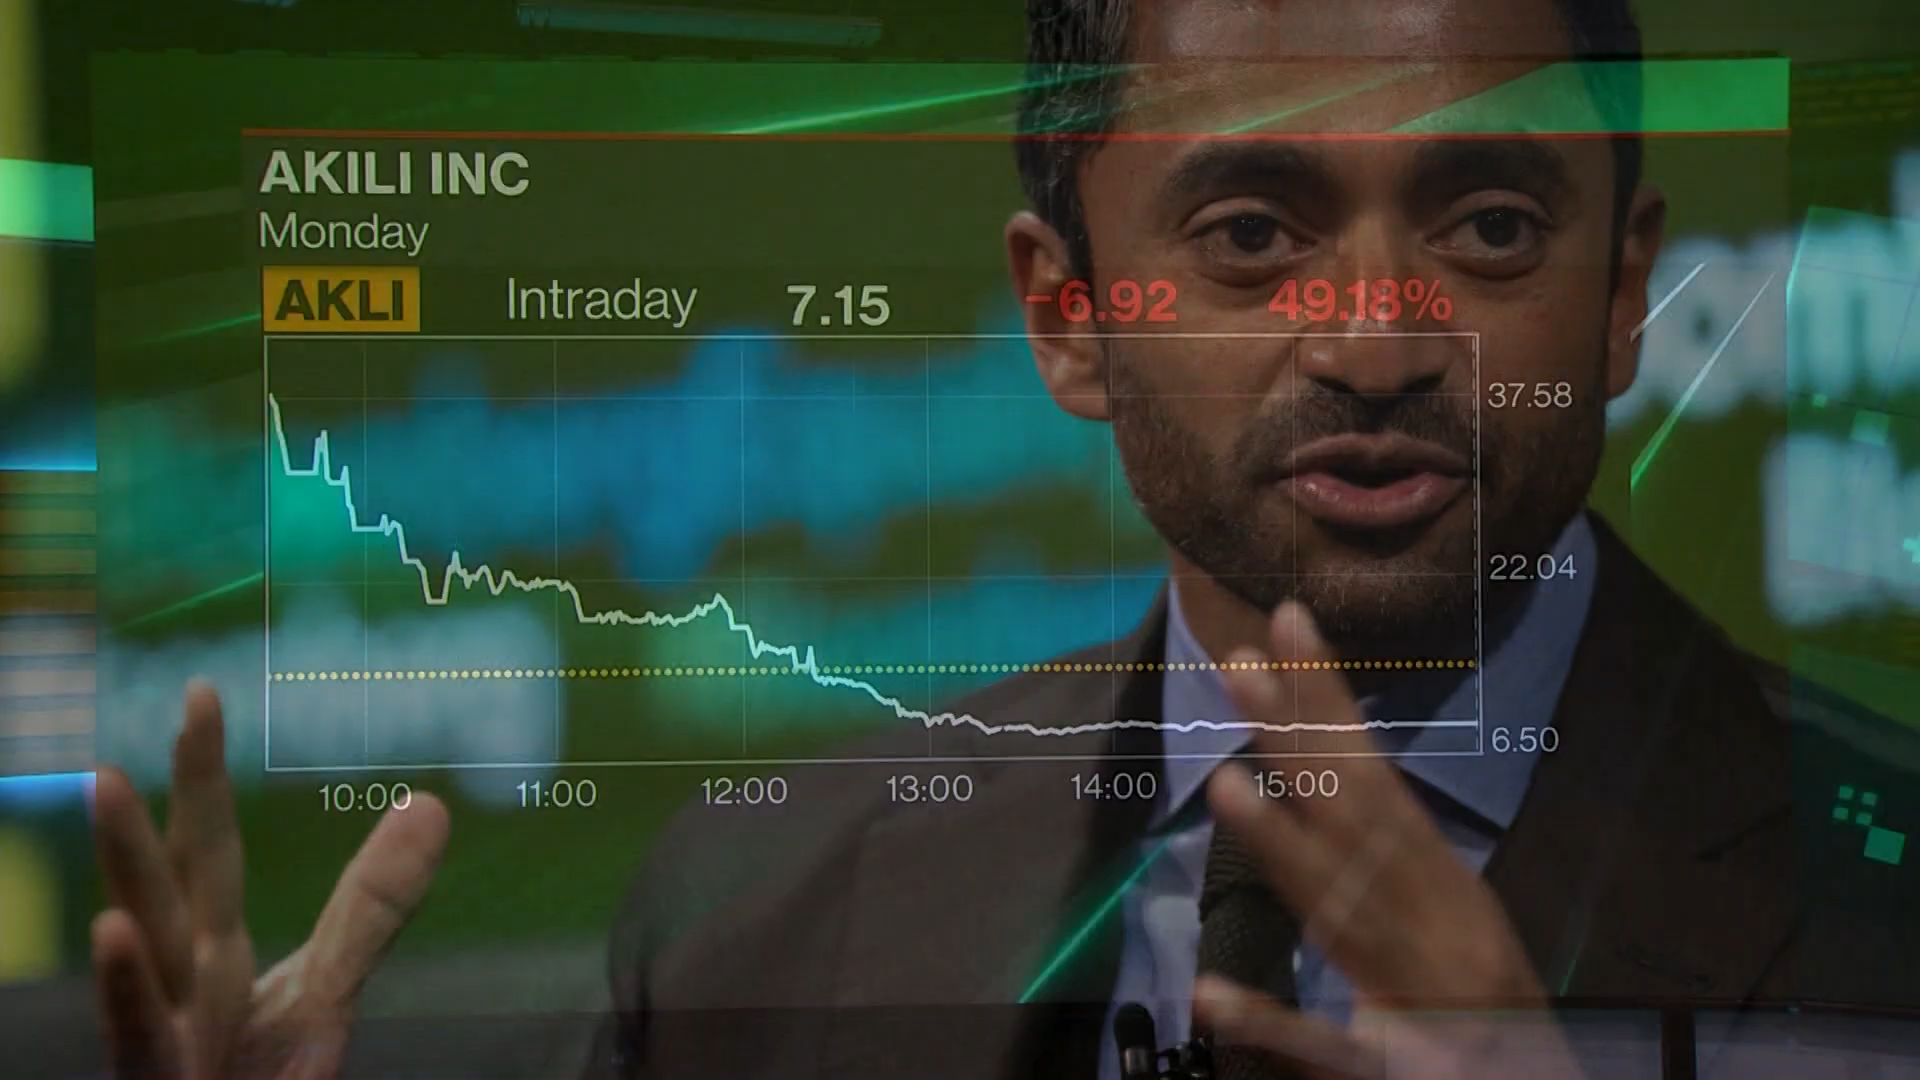 AKILI INC
Monday
AKLI Intraday 7.15 -6.92 49.18%
37.58
22.04
6.50
10:00 11:00 12:00 13:00 14:00 15:00